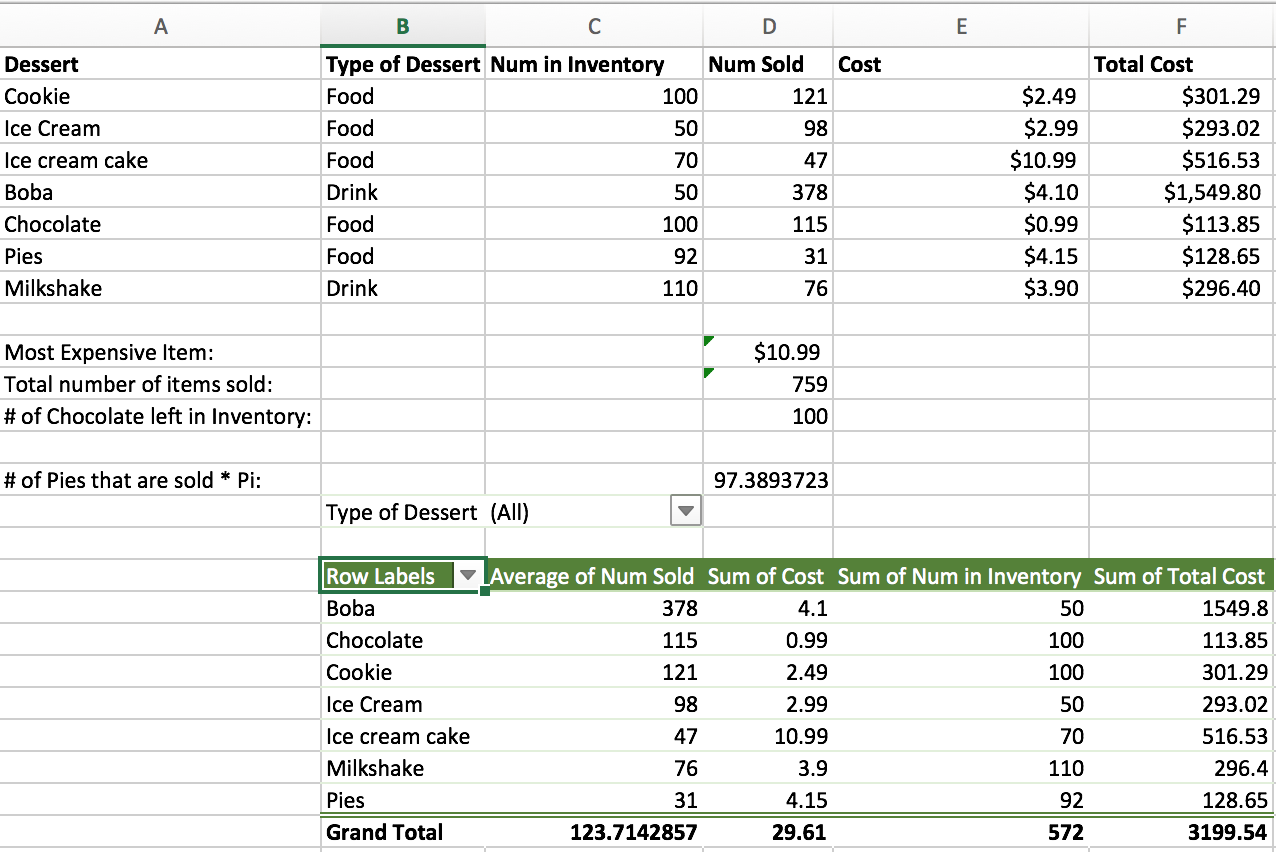 A B C D E F
Dessert Type of Dessert Num in Inventory Num Sold Cost Total Cost
Cookie Food 100 121 $2.49 $301.29
Ice Cream Food 50 98 $2.99 $293.02
Ice cream cake Food 70 47 $10.99 $516.53
Boba Drink 50 378 $4.10 $1,549.80
Chocolate Food 100 115 $0.99 $113.85
Pies Food 92 31 $4.15 $128.65
Milkshake Drink 110 76 $3.90 $296.40
Most Expensive Item: $10.99
Total number of items sold: 759
# of Chocolate left in Inventory: 100
# of Pies that are sold * Pi: 97.3893723
Type of Dessert (All)
Row Labels Average of Num Sold Sum of Cost Sum of Num in Inventory Sum of Total Cost
Boba 378 4.1 50 1549.8
Chocolate 115 0.99 100 113.85
Cookie 121 2.49 100 301.29
Ice Cream 98 2.99 50 293.02
Ice cream cake 47 10.99 70 516.53
Milkshake 76 3.9 110 296.4
Pies 31 4.15 92 128.65
Grand Total 123.7142857 29.61 572 3199.54